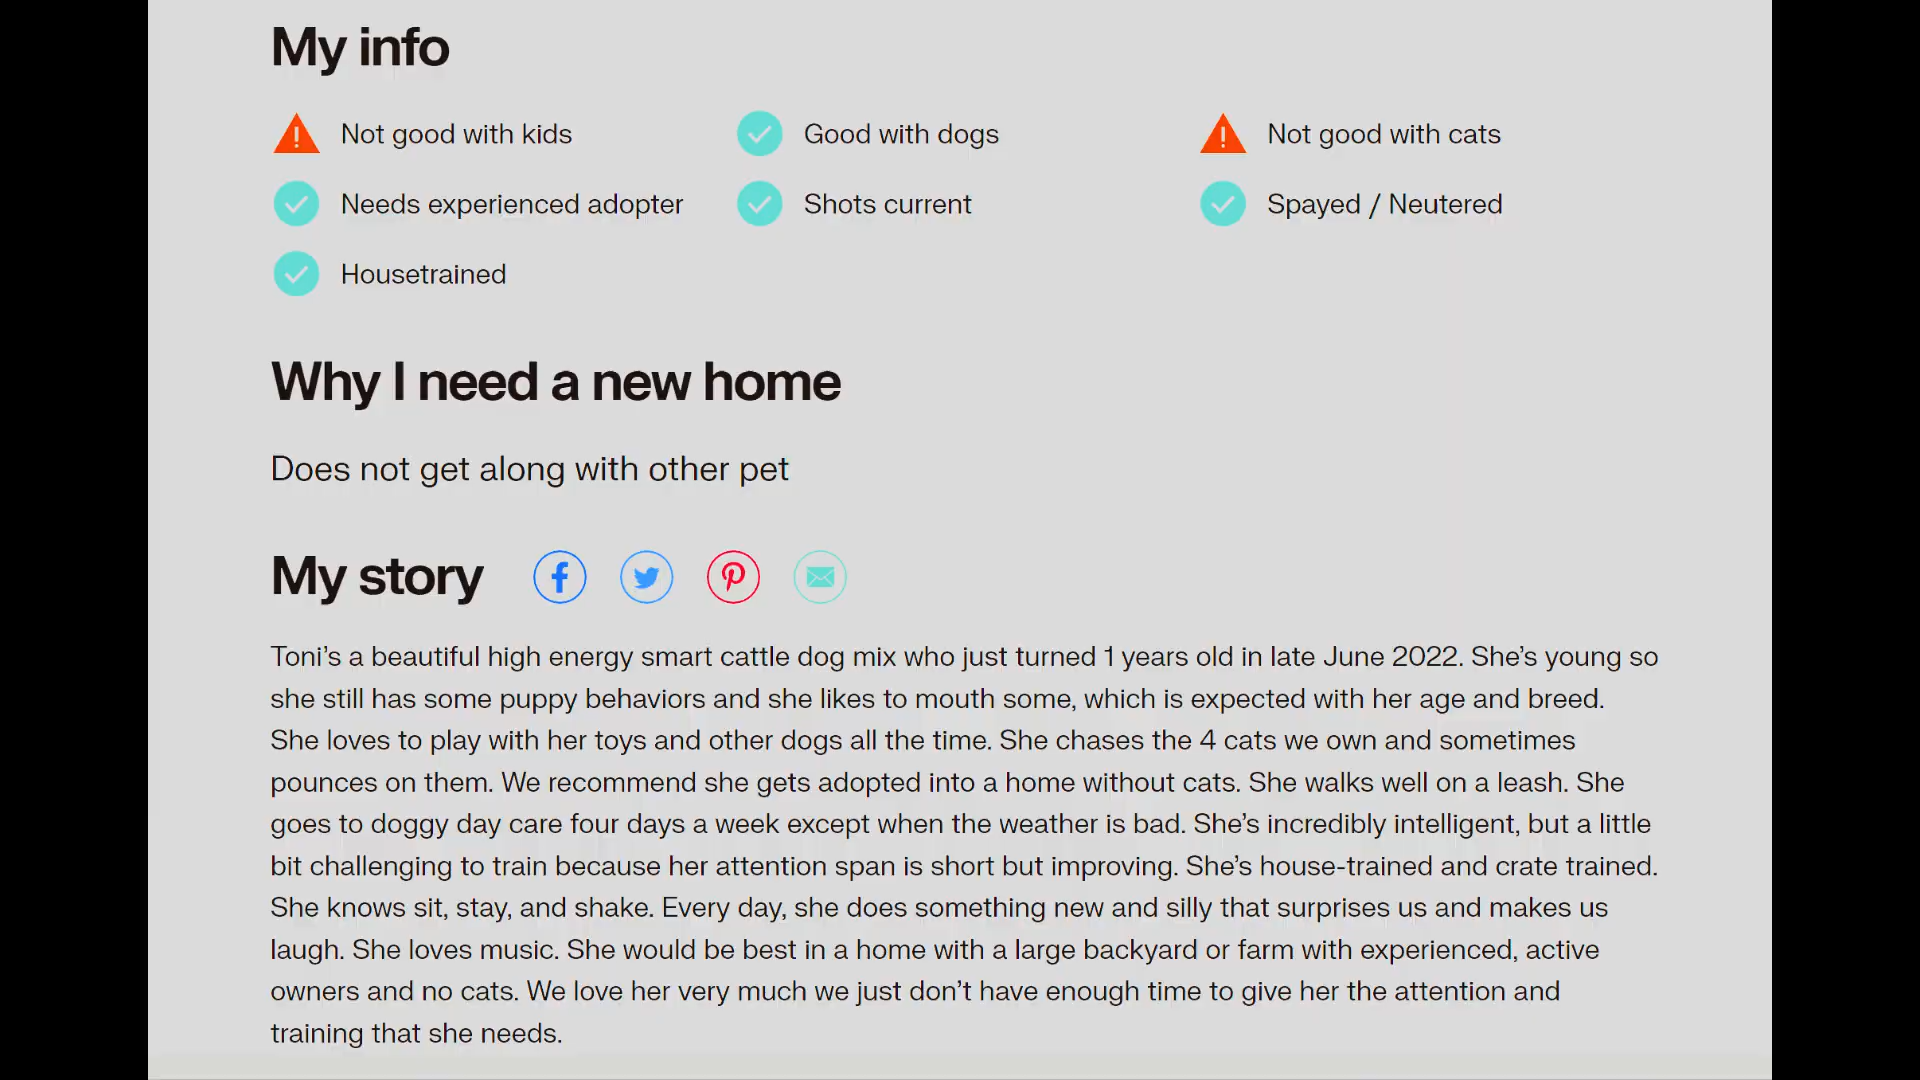 My info
Not good with kids
Good with dogs
Not good with cats
Needs experienced adopter
Shots current
Spayed / Neutered
Housetrained
Why I need a new home
Does not get along with other pet
My story
Toni’s a beautiful high energy smart cattle dog mix who just turned 1 years old in late June 2022. She’s young so
she still has some puppy behaviors and she likes to mouth some, which is expected with her age and breed.
She loves to play with her toys and other dogs all the time. She chases the 4 cats we own and sometimes
pounces on them. We recommend she gets adopted into a home without cats. She walks well on a leash. She
goes to doggy day care four days a week except when the weather is bad. She’s incredibly intelligent, but a little
bit challenging to train because her attention span is short but improving. She’s house-trained and crate trained.
She knows sit, stay, and shake. Every day, she does something new and silly that surprises us and makes us
laugh. She loves music. She would be best in a home with a large backyard or farm with experienced, active
owners and no cats. We love her very much we just don’t have enough time to give her the attention and
training that she needs.